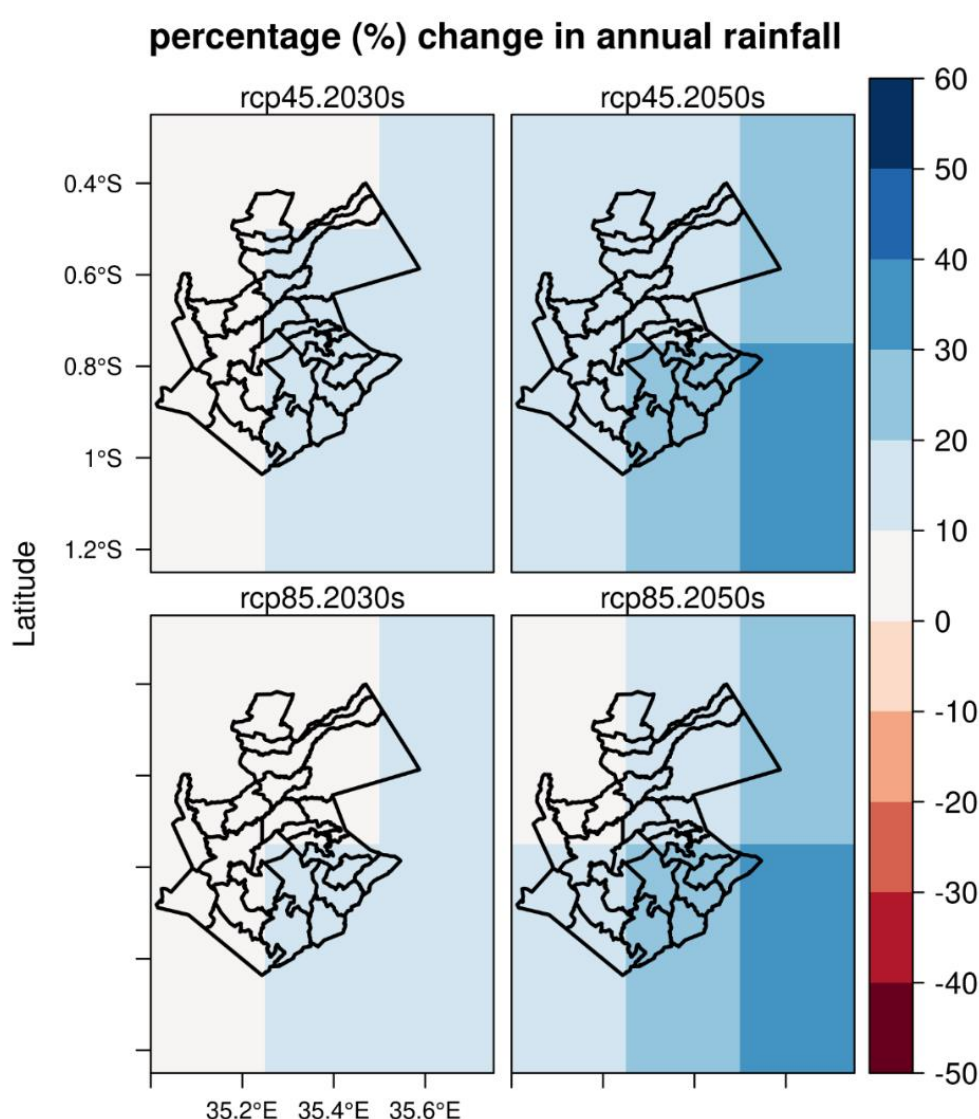 percentage (%) change in annual rainfall
rcp45.2030s
rcp45.2050s
60
50
40
30
20
10
0
-10
-20
-30
-40
-50
0.4°S
0.6°S
0.8°S
1°S
1.2°S
Latitude
rcp85.2030s
rcp85.2050s
35.2°E 35.4°E 35.6°E